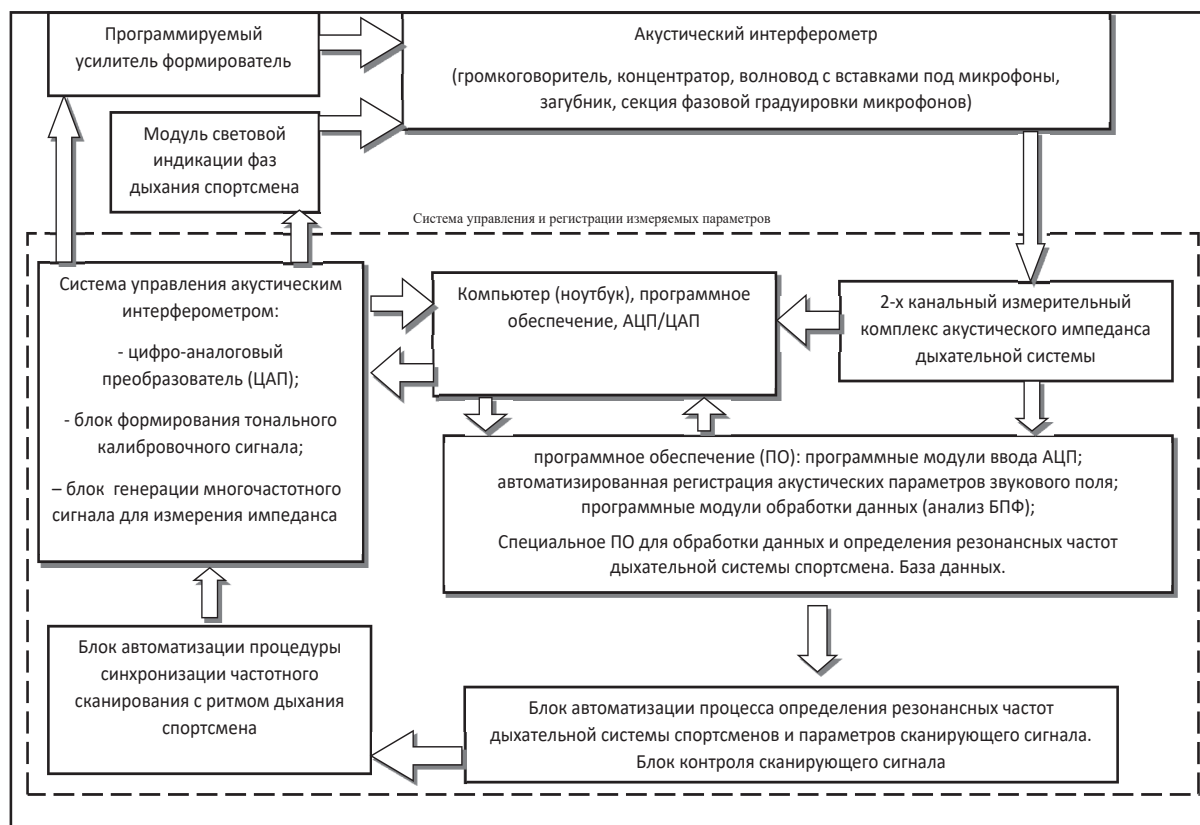 Программируемый
усилитель формирователь
Акустический интерферометр
(громкоговоритель, концентратор, волновод с вставками под микрофоны,
загубник, секция фазовой градуировки микрофонов)
Модуль световой
индикации фаз
дыхания спортсмена
Система управления и регистрации измеряемых параметров
Система управления акустическим
интерферометром:
- цифро-аналоговый
преобразователь (ЦАП);
- блок формирования тонального
калибровочного сигнала;
– блок генерации многочастотного
сигнала для измерения импеданса
Компьютер (ноутбук), программное
обеспечение, АЦП/ЦАП
2-х канальный измерительный
комплекс акустического импеданса
дыхательной системы
программное обеспечение (ПО): программные модули ввода АЦП;
автоматизированная регистрация акустических параметров звукового поля;
программные модули обработки данных (анализ БПФ);
Специальное ПО для обработки данных и определения резонансных частот
дыхательной системы спортсмена. База данных.
Блок автоматизации процедуры
синхронизации частотного
сканирования с ритмом дыхания
спортсмена
Блок автоматизации процесса определения резонансных частот
дыхательной системы спортсменов и параметров сканирующего сигнала.
Блок контроля сканирующего сигнала